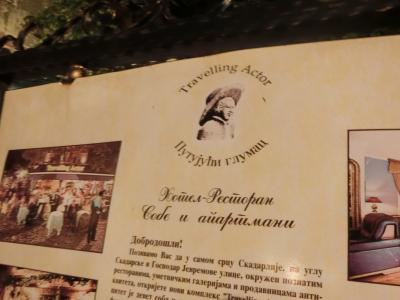 Travelling Actor
Путујући глумац
Хотел-Ресторан
Собе и апартмани
Добродошли!
Позивамо Вас да у самом срцу Скадарлије, на углу
Скадарске и Господар Јевремове улице, окружен познатим
ресторанима, уметничким галеријама и продавницама анти-
квитета, откријете нови комплекс "Travelling